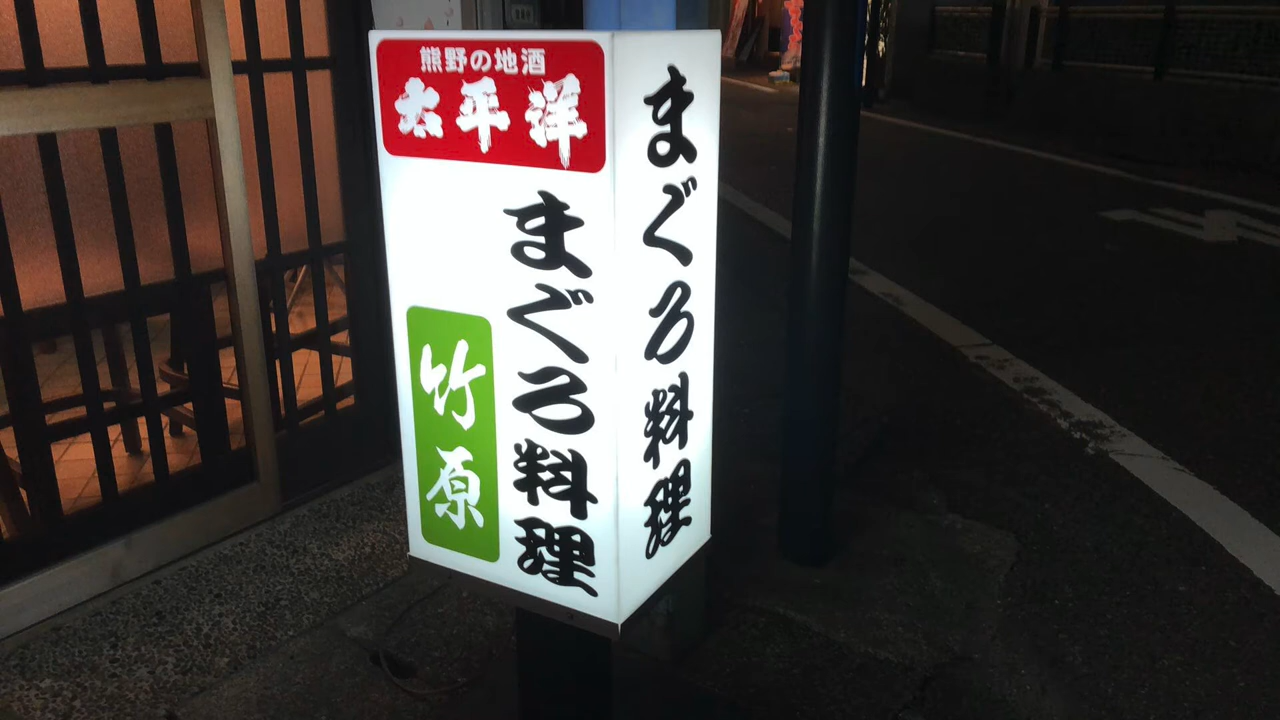 熊野の地酒
太平洋
まぐろ料理
竹原
まぐろ料理